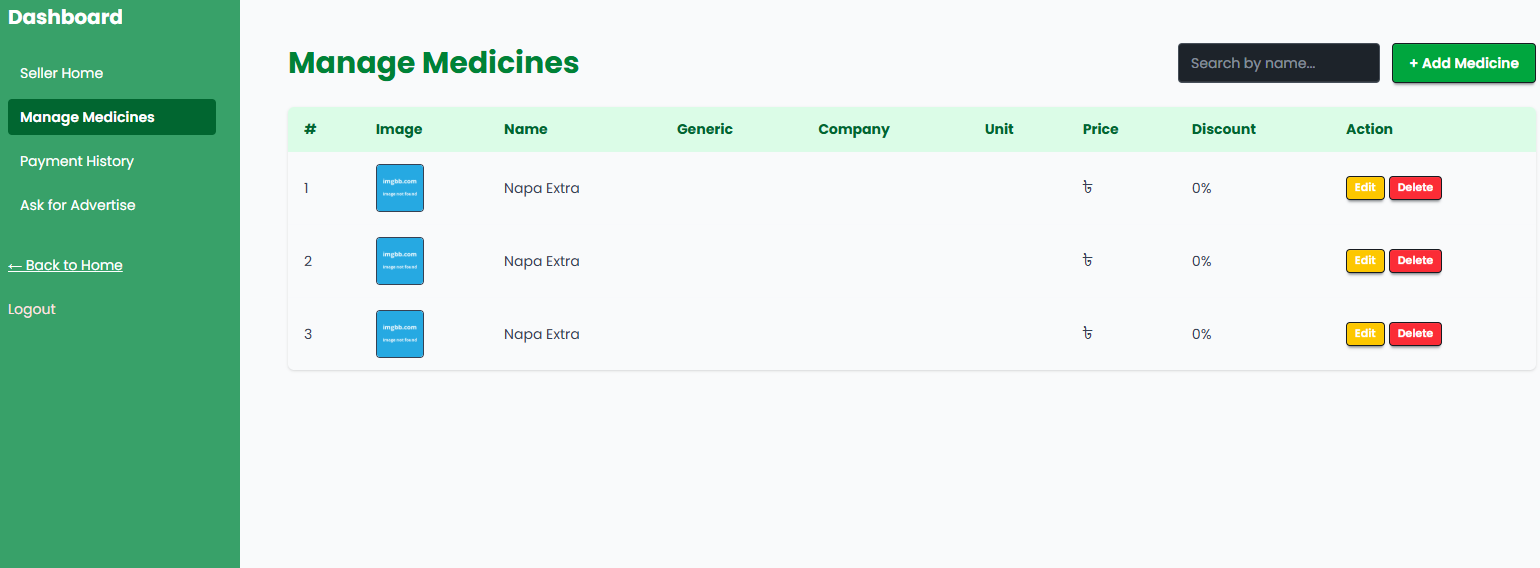 Dashboard
Seller Home
Manage Medicines
Payment History
Ask for Advertise
← Back to Home
Logout
Manage Medicines
Search by name...
+ Add Medicine
# Image Name Generic Company Unit Price Discount Action
1 imgbb.com image not found Napa Extra ৳ 0% Edit Delete
2 imgbb.com image not found Napa Extra ৳ 0% Edit Delete
3 imgbb.com image not found Napa Extra ৳ 0% Edit Delete